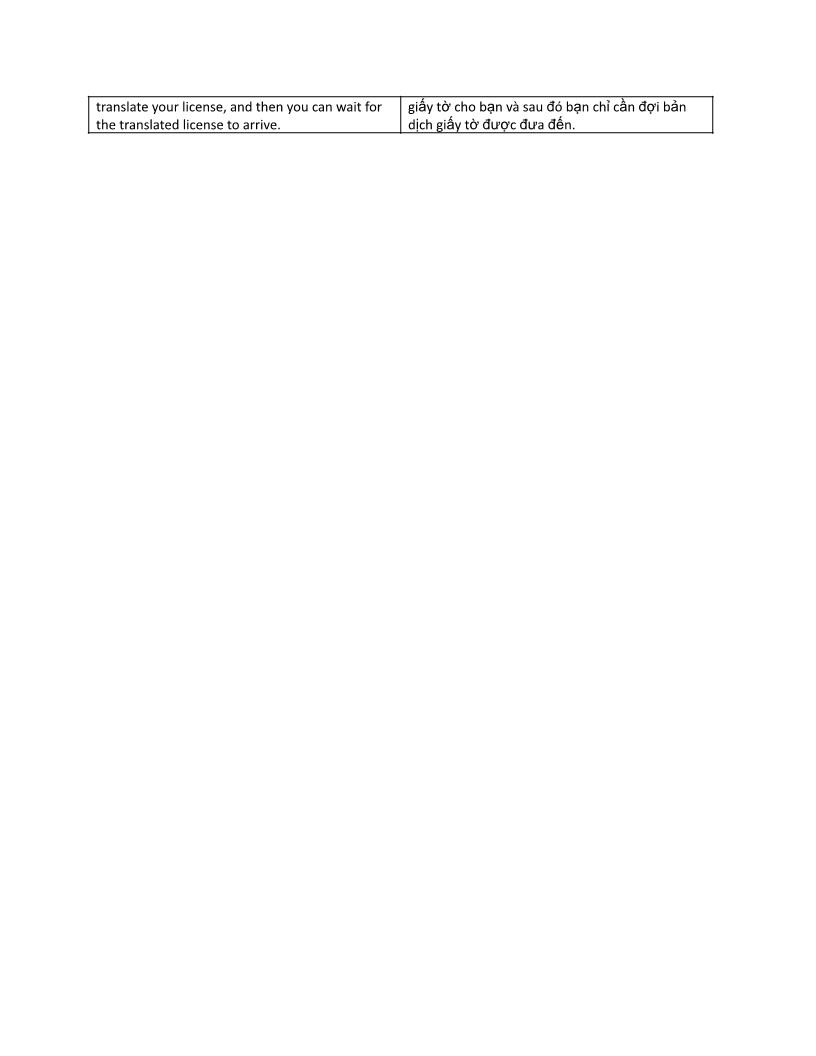 translate your license, and then you can wait for
the translated license to arrive.
giấy tờ cho bạn và sau đó bạn chỉ cần đợi bản
dịch giấy tờ được đưa đến.